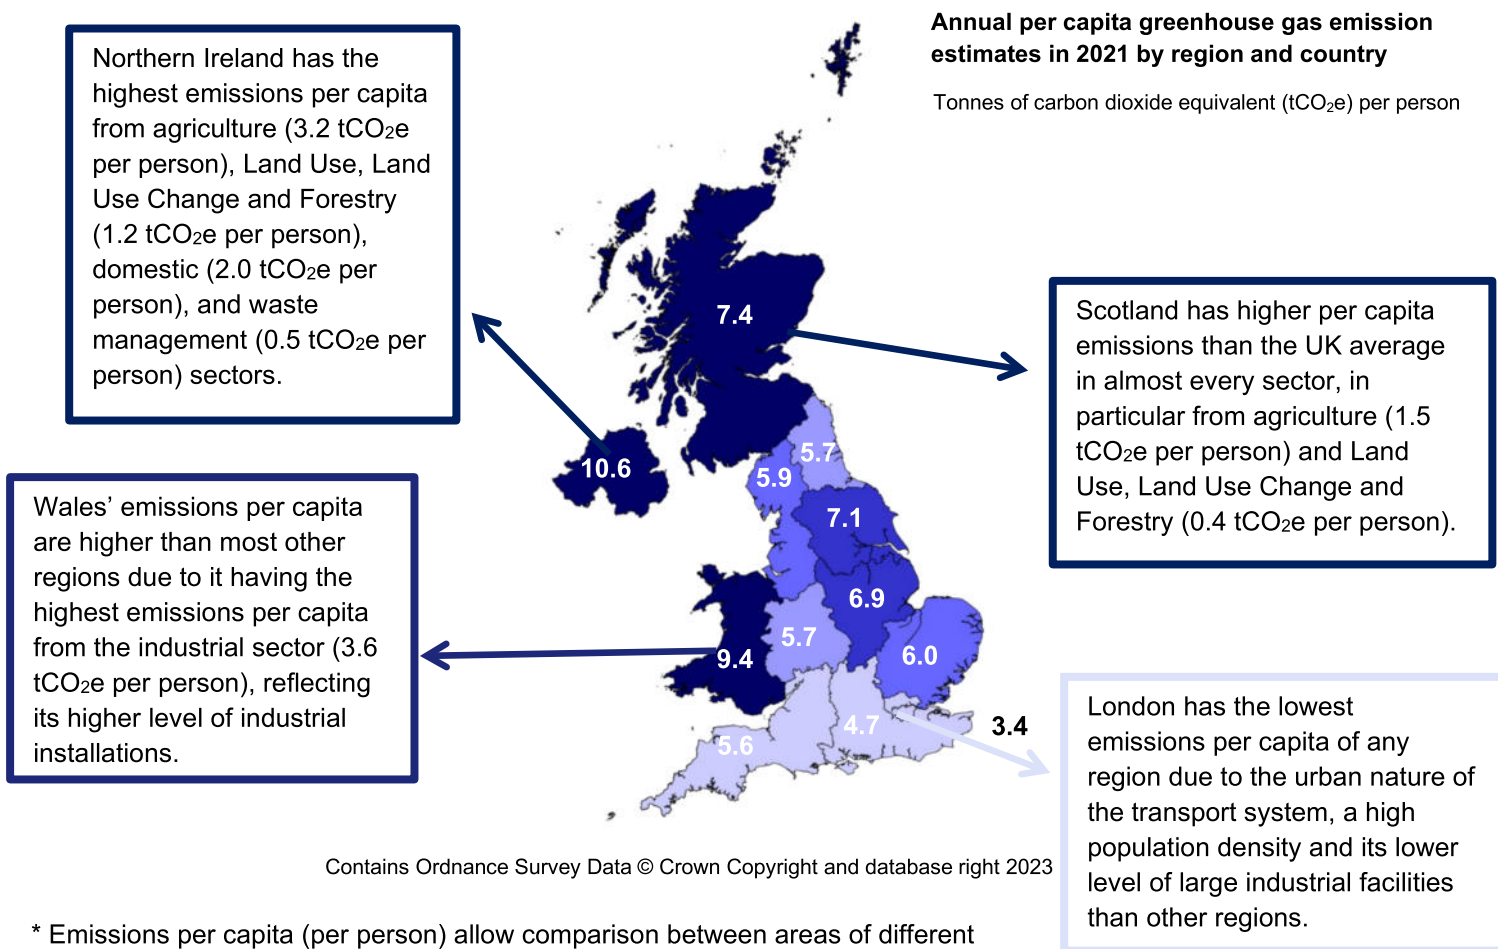 Annual per capita greenhouse gas emission
estimates in 2021 by region and country
Tonnes of carbon dioxide equivalent (tCO₂e) per person
Northern Ireland has the
highest emissions per capita
from agriculture (3.2 tCO₂e
per person), Land Use, Land
Use Change and Forestry
(1.2 tCO₂e per person),
domestic (2.0 tCO₂e per
person), and waste
management (0.5 tCO₂e per
person) sectors.
Scotland has higher per capita
emissions than the UK average
in almost every sector, in
particular from agriculture (1.5
tCO₂e per person) and Land
Use, Land Use Change and
Forestry (0.4 tCO₂e per person).
Wales’ emissions per capita
are higher than most other
regions due to it having the
highest emissions per capita
from the industrial sector (3.6
tCO₂e per person), reflecting
its higher level of industrial
installations.
7.4
10.6
5.7
5.9
7.1
6.9
5.7
6.0
9.4
4.7
3.4
5.6
London has the lowest
emissions per capita of any
region due to the urban nature of
the transport system, a high
population density and its lower
level of large industrial facilities
than other regions.
Contains Ordnance Survey Data © Crown Copyright and database right 2023
* Emissions per capita (per person) allow comparison between areas of different